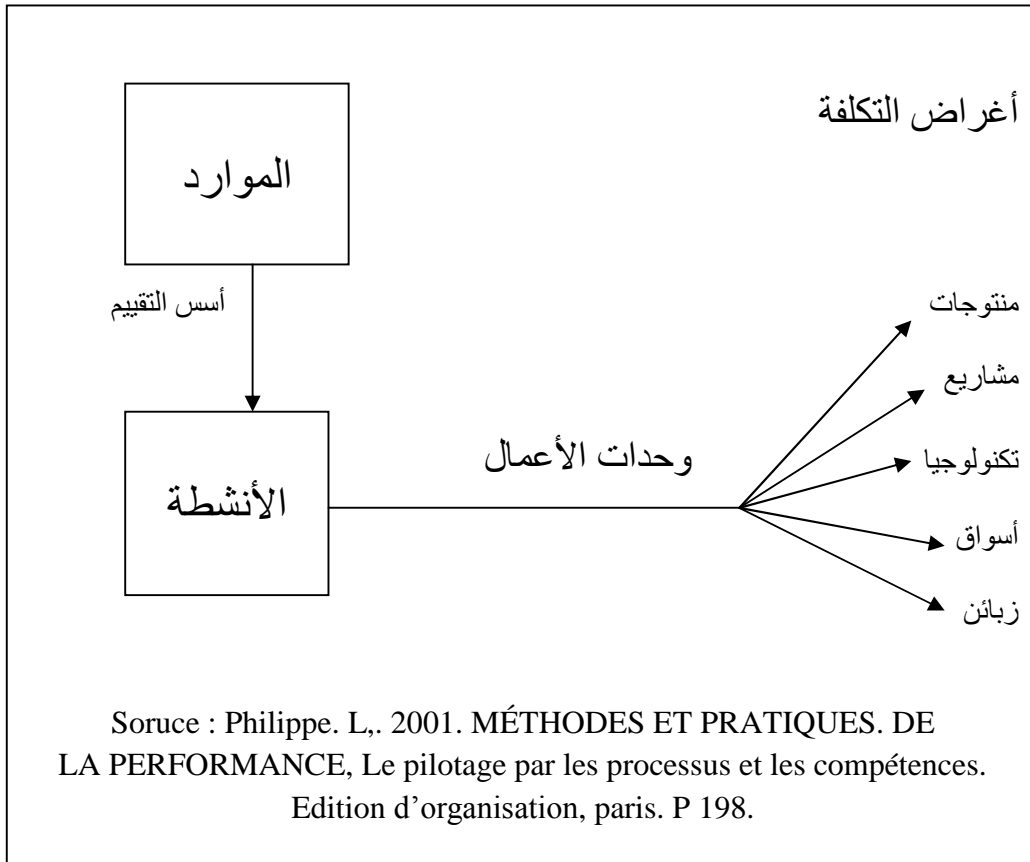 أغراض التكلفة
الموارد
أسس التقييم
منتوجات
مشاريع
وحدات الأعمال
تكنولوجيا
الأنشطة
أسواق
زبائن
Soruce : Philippe. L,. 2001. MÉTHODES ET PRATIQUES. DE
LA PERFORMANCE, Le pilotage par les processus et les compétences.
Edition d’organisation, paris. P 198.